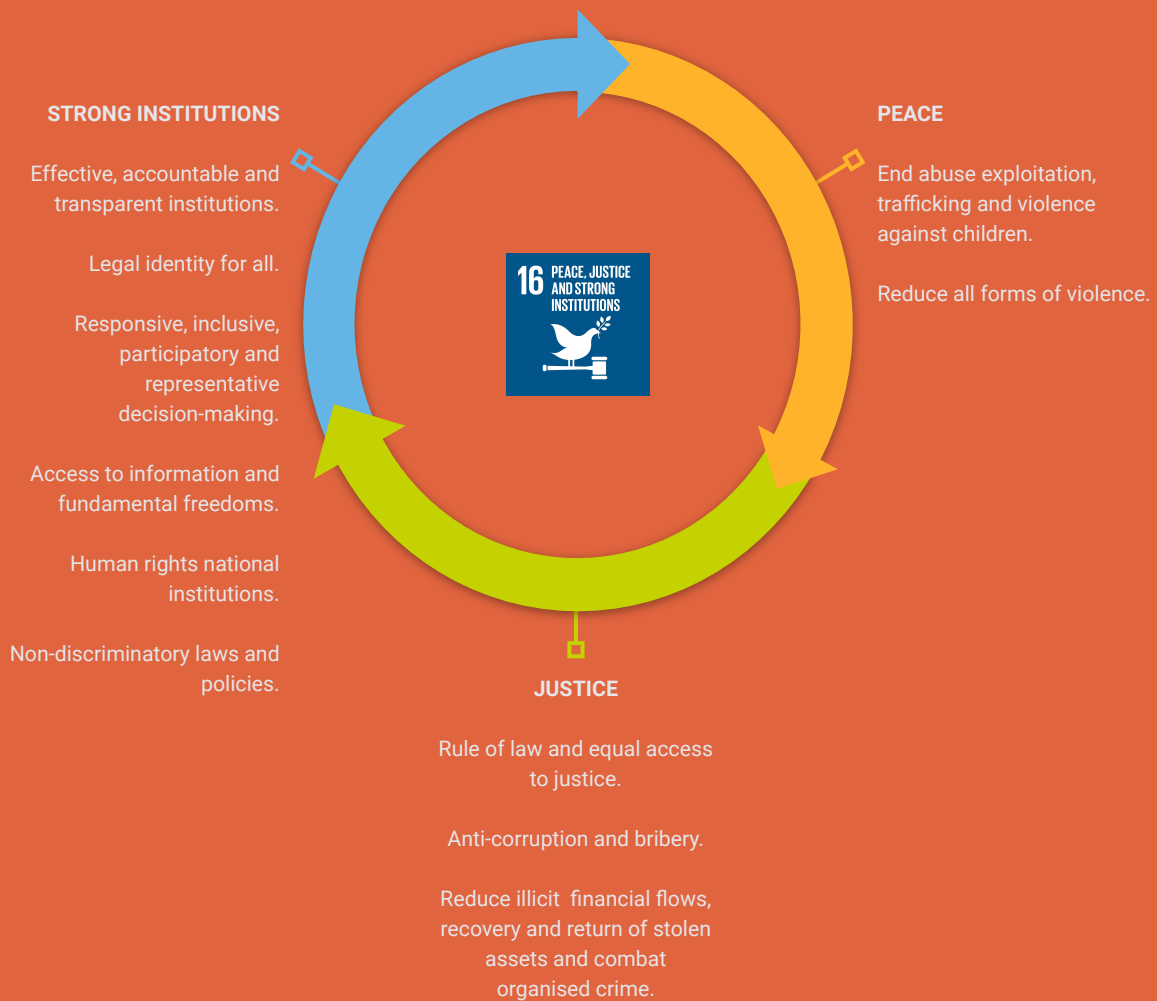 STRONG INSTITUTIONS
Effective, accountable and
transparent institutions.
Legal identity for all.
Responsive, inclusive,
participatory and
representative
decision-making.
Access to information and
fundamental freedoms.
Human rights national
institutions.
Non-discriminatory laws and
policies.
16 PEACE, JUSTICE
AND STRONG
INSTITUTIONS
PEACE
End abuse exploitation,
trafficking and violence
against children.
Reduce all forms of violence.
JUSTICE
Rule of law and equal access
to justice.
Anti-corruption and bribery.
Reduce illicit  financial flows,
recovery and return of stolen
assets and combat
organised crime.